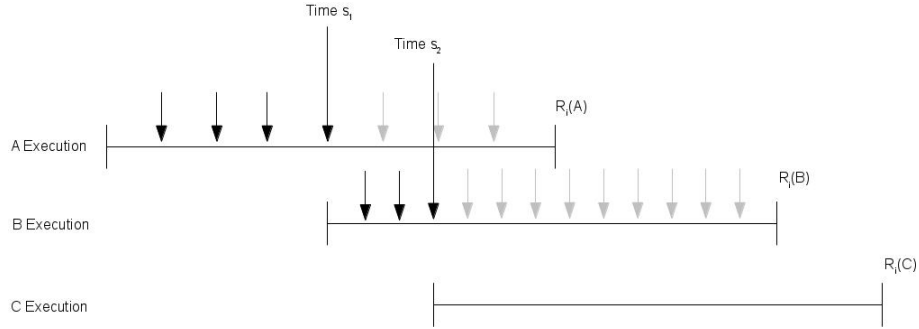 Time s₁
Time s₂
Rᵢ(A)
A Execution
Rᵢ(B)
B Execution
Rᵢ(C)
C Execution